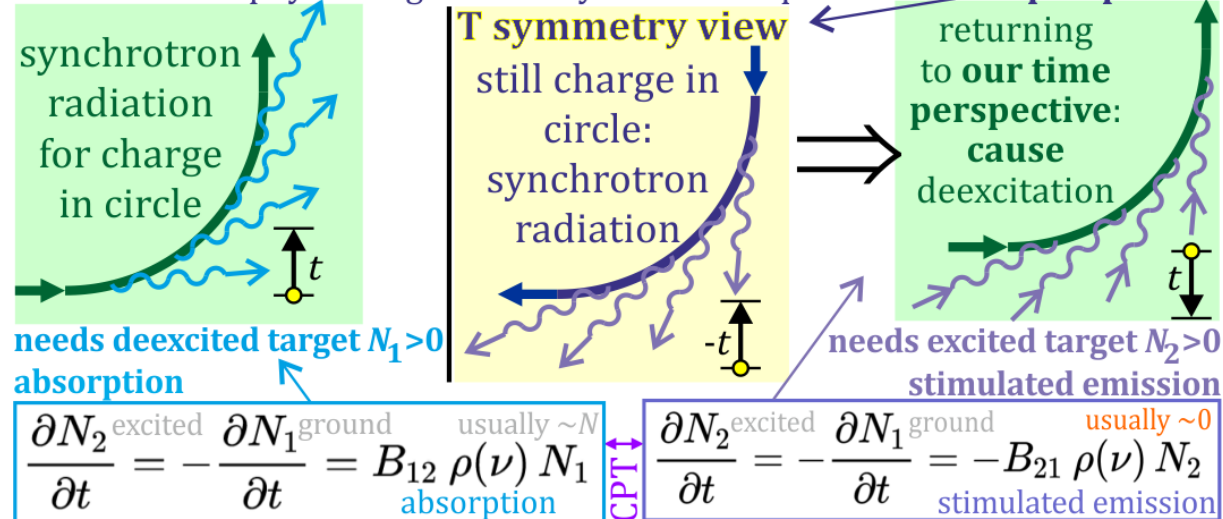 T symmetry view
synchrotron
radiation
for charge
in circle
t
still charge in
circle:
synchrotron
radiation
-t
returning
to our time
perspective:
cause
deexcitation
t
needs deexcited target N₁>0
absorption
needs excited target N₂>0
stimulated emission
∂N₂/∂t excited = −∂N₁/∂t ground = B₁₂ ρ(ν) N₁ usually ~N
absorption
CPT
∂N₂/∂t excited = −∂N₁/∂t ground = −B₂₁ ρ(ν) N₂ usually ~0
stimulated emission